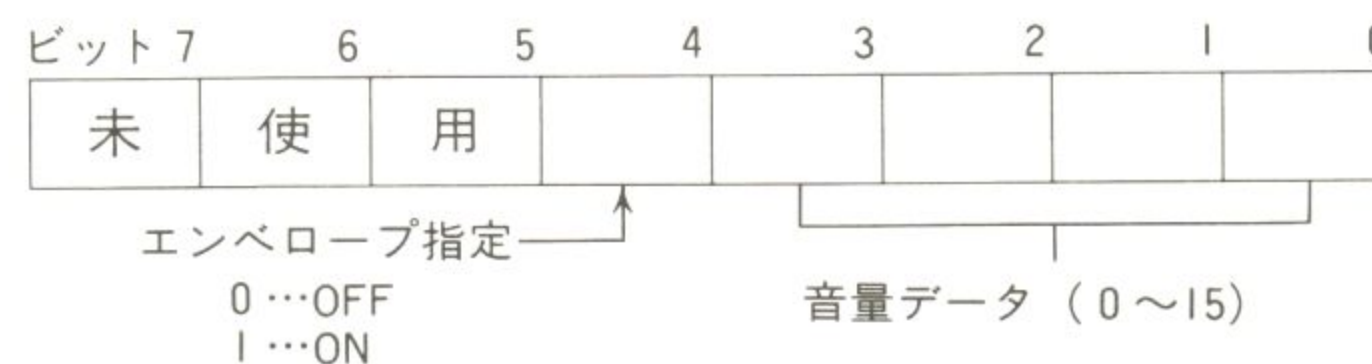 ビット 7 6 5 4 3 2 1
未 使 用
エンベロープ指定
0 …OFF
1 …ON
音量データ (0～15)